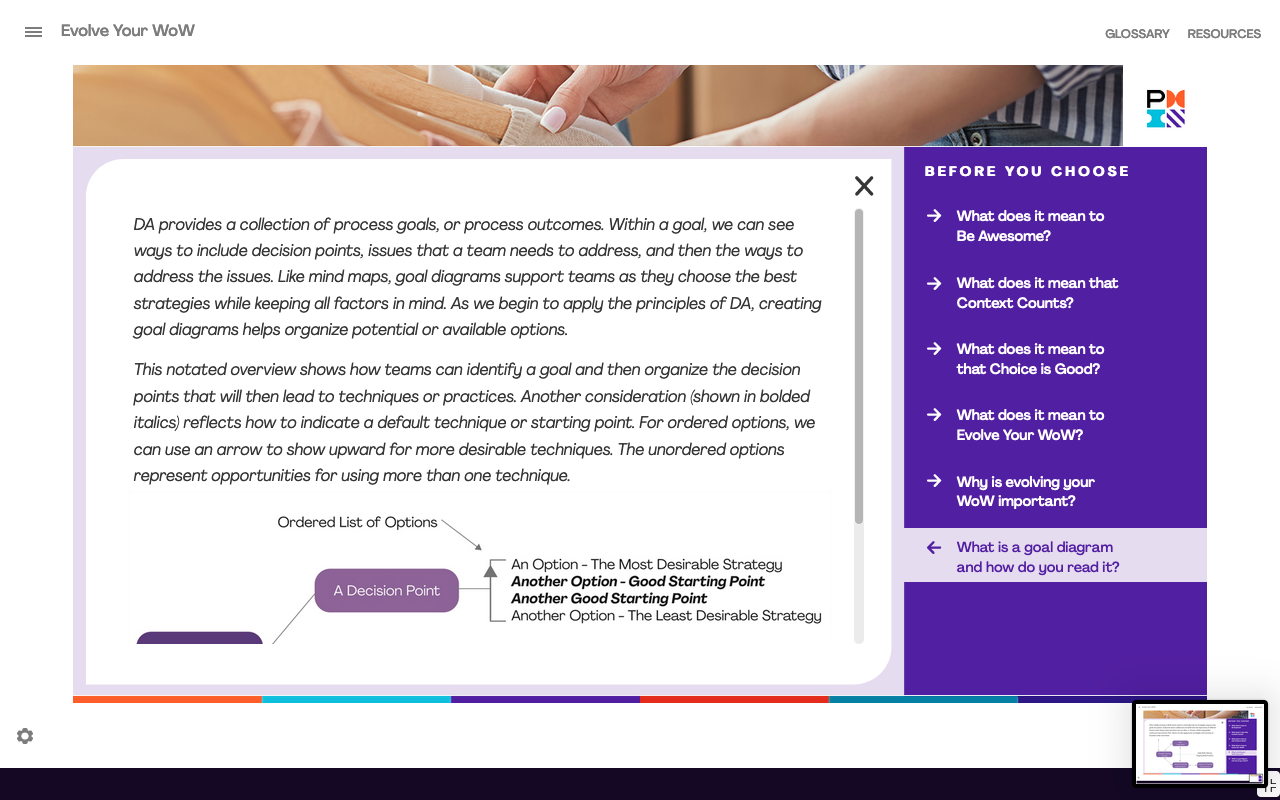 Evolve Your WoW
GLOSSARY RESOURCES
DA provides a collection of process goals, or process outcomes. Within a goal, we can see
ways to include decision points, issues that a team needs to address, and then the ways to
address the issues. Like mind maps, goal diagrams support teams as they choose the best
strategies while keeping all factors in mind. As we begin to apply the principles of DA, creating
goal diagrams helps organize potential or available options.
This notated overview shows how teams can identify a goal and then organize the decision
points that will then lead to techniques or practices. Another consideration (shown in bolded
italics) reflects how to indicate a default technique or starting point. For ordered options, we
can use an arrow to show upward for more desirable techniques. The unordered options
represent opportunities for using more than one technique.
Ordered List of Options
A Decision Point
An Option - The Most Desirable Strategy
Another Option - Good Starting Point
Another Good Starting Point
Another Option - The Least Desirable Strategy
BEFORE YOU CHOOSE
What does it mean to
Be Awesome?
What does it mean that
Context Counts?
What does it mean to
that Choice is Good?
What does it mean to
Evolve Your WoW?
Why is evolving your
WoW important?
What is a goal diagram
and how do you read it?